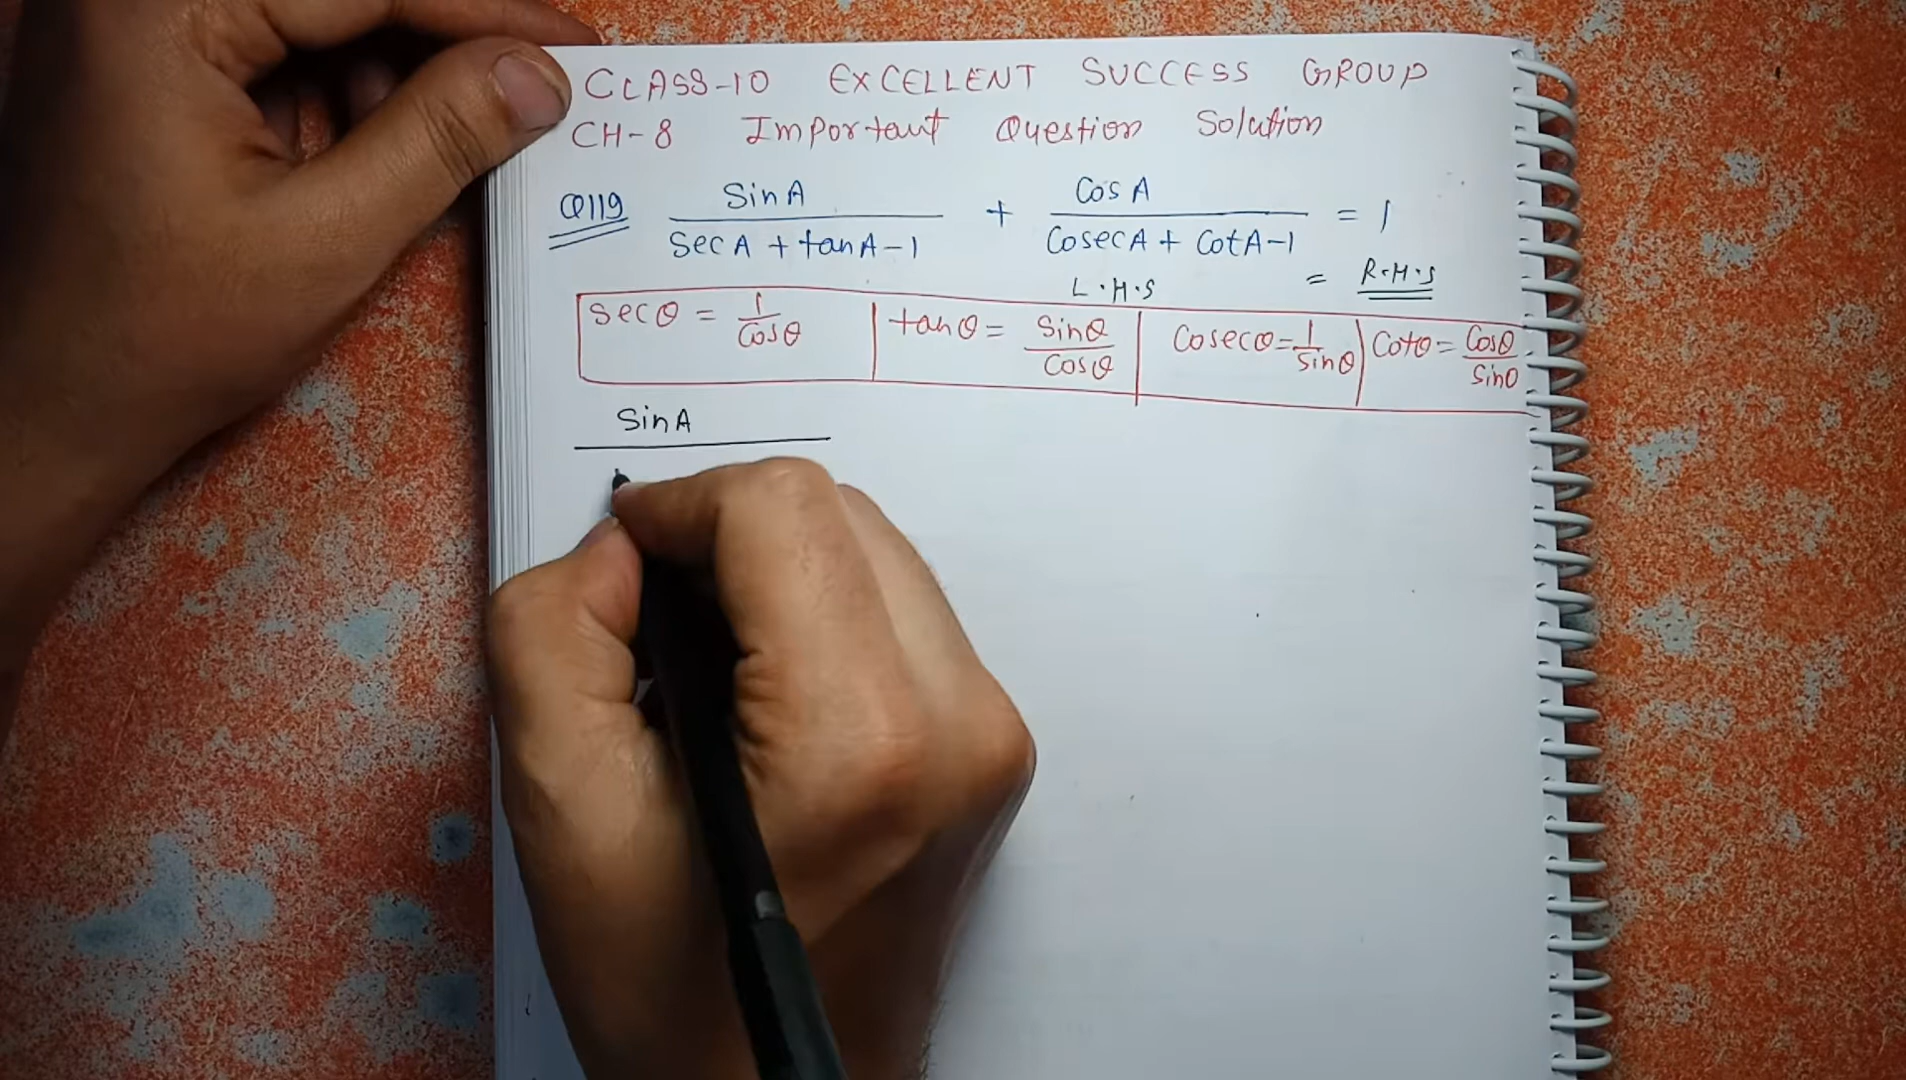 CLASS-10 EXCELLENT SUCCESS GROUP
CH-8 Important Question Solution
Q119 SinA / SecA + tanA-1 + CosA / CosecA + CotA-1 = 1
L.H.S = R.H.S
secθ = 1/Cosθ | tanθ = Sinθ/Cosθ | Cosecθ = 1/Sinθ | Cotθ = Cosθ/Sinθ
SinA